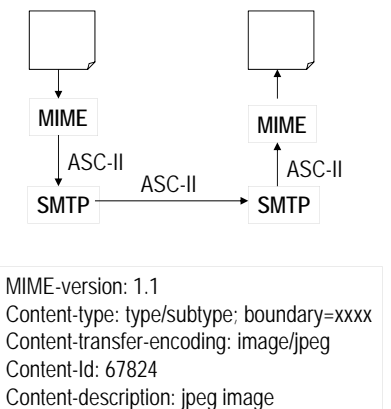 MIME MIME
ASC-II ASC-II ASC-II
SMTP SMTP
MIME-version: 1.1
Content-type: type/subtype; boundary=xxxx
Content-transfer-encoding: image/jpeg
Content-Id: 67824
Content-description: jpeg image